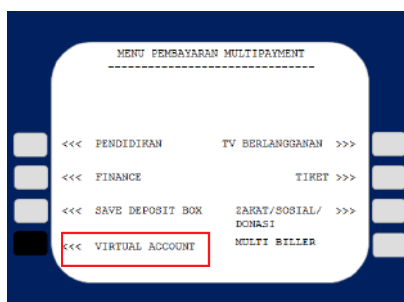 MENU PEMBAYARAN MULTIPAYMENT
--------------------------------
<<< PENDIDIKAN TV BERLANGGANAN >>>
<<< FINANCE TIKET >>>
<<< SAVE DEPOSIT BOX ZAKAT/SOSIAL/ >>>
DONASI
<<< VIRTUAL ACCOUNT MULTI BILLER